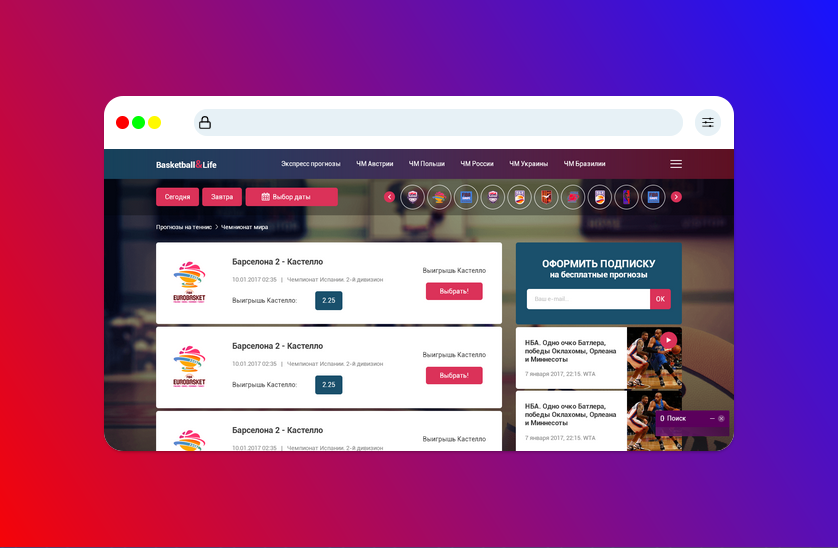 Basketball&Life
Экспресс прогнозы ЧМ Австрии ЧМ Польши ЧМ России ЧМ Украины ЧМ Бразилии
Сегодня Завтра Выбор даты
Прогнозы на теннис > Чемпионат мира
Барселона 2 - Кастелло
10.01.2017 02:35 | Чемпионат Испании. 2-й дивизион
Выигрышь Кастелло: 2.25
EUROBASKET
Выигрышь Кастелло
Выбрать!
Барселона 2 - Кастелло
10.01.2017 02:35 | Чемпионат Испании. 2-й дивизион
Выигрышь Кастелло: 2.25
EUROBASKET
Выигрышь Кастелло
Выбрать!
Барселона 2 - Кастелло
10.01.2017 02:35 | Чемпионат Испании. 2-й дивизион
Выигрышь Кастелло
ОФОРМИТЬ ПОДПИСКУ
на бесплатные прогнозы
Ваш e-mail... ОК
НБА. Одно очко Батлера,
победы Оклахомы, Орлеана
и Миннесоты
7 января 2017, 22:15. WTA
НБА. Одно очко Батлера,
победы Оклахомы, Орлеана
и Миннесоты
7 января 2017, 22:15. WTA
0 Поиск